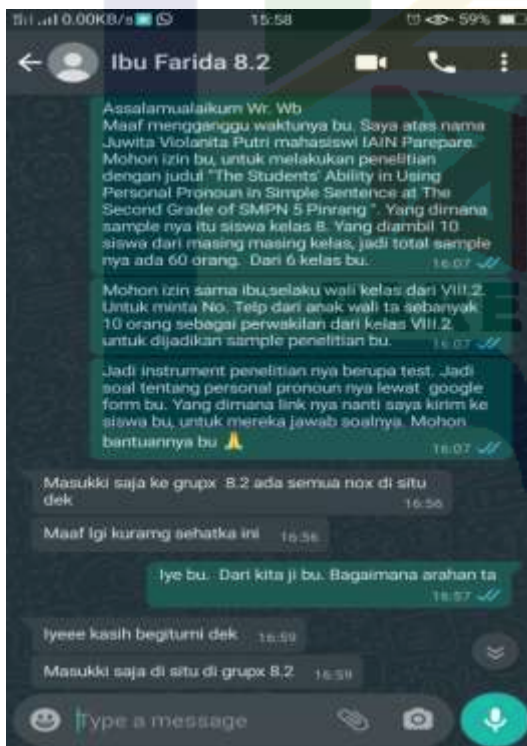 0.00KB/s 15:58 59%
Ibu Farida 8.2
Assalamualaikum Wr. Wb
Maaf mengganggu waktunya bu. Saya atas nama
Juwita Violanita Putri mahasiswi IAIN Parepare.
Mohon izin bu, untuk melakukan penelitian
dengan judul "The Students' Ability in Using
Personal Pronoun in Simple Sentence at The
Second Grade of SMPN 5 Pinrang ". Yang dimana
sample nya itu siswa kelas 8. Yang diambil 10
siswa dari masing masing kelas, jadi total sample
nya ada 60 orang. Dari 6 kelas bu.
16:07
Mohon izin sama ibu,selaku wali kelas dari VIII.2.
Untuk minta No. Telp dari anak wali ta sebanyak
10 orang sebagai perwakilan dari kelas VIII.2
untuk dijadikan sample penelitian bu.
16:07
Jadi instrument penelitian nya berupa test. Jadi
soal tentang personal pronoun nya lewat google
form bu. Yang dimana link nya nanti saya kirim ke
siswa bu, untuk mereka jawab soalnya. Mohon
bantuannya bu 🙏
16:07
Masukki saja ke grupx 8.2 ada semua nox di situ
dek
16:56
Maaf lgi kuramg sehatka ini 16:56
Iye bu. Dari kita ji bu. Bagaimana arahan ta
16:57
Iyeee kasih begitumi dek 16:59
Masukki saja di situ di grupx 8.2 16:59
Type a message